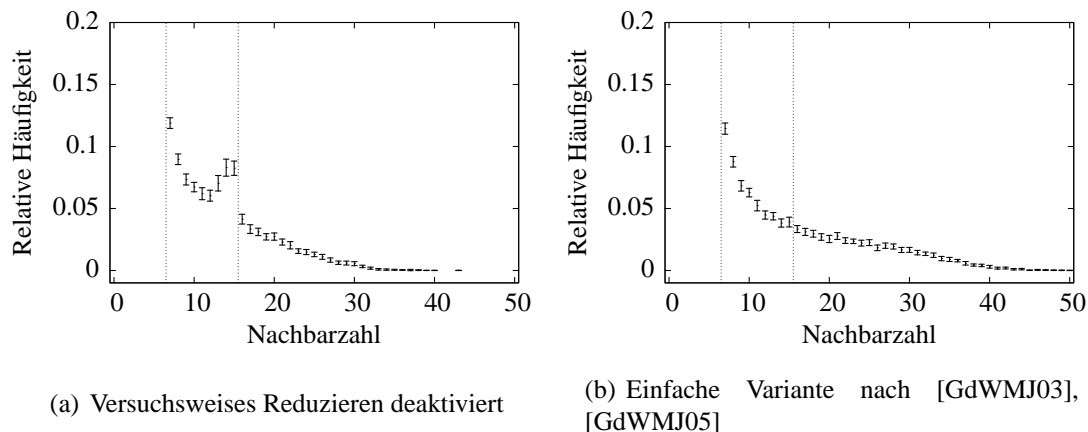 0.2
0.15
0.1
0.05
0
Relative Häufigkeit
0 10 20 30 40 50
Nachbarzahl
(a) Versuchsweises Reduzieren deaktiviert
0.2
0.15
0.1
0.05
0
Relative Häufigkeit
0 10 20 30 40 50
Nachbarzahl
(b) Einfache Variante nach [GdWMJ03],
[GdWMJ05]